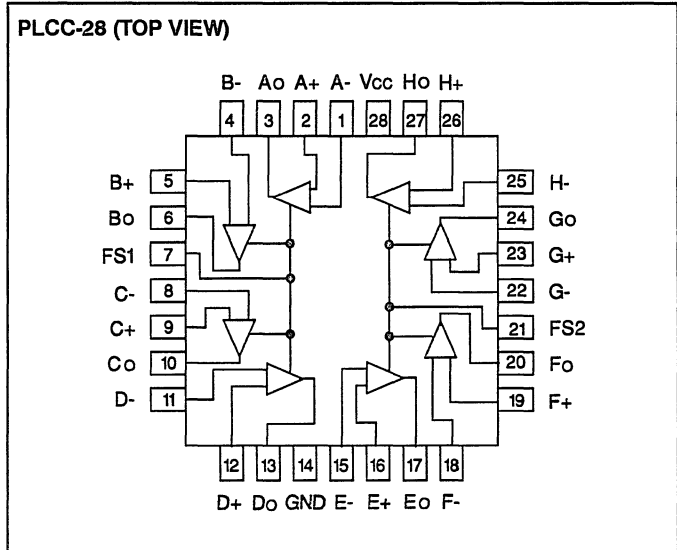 PLCC-28 (TOP VIEW)
B- Ao A+ A- Vcc Ho H+
4 3 2 1 28 27 26
B+ 5 25 H-
Bo 6 24 Go
FS1 7 23 G+
C- 8 22 G-
C+ 9 21 FS2
Co 10 20 Fo
D- 11 19 F+
12 13 14 15 16 17 18
D+ Do GND E- E+ Eo F-